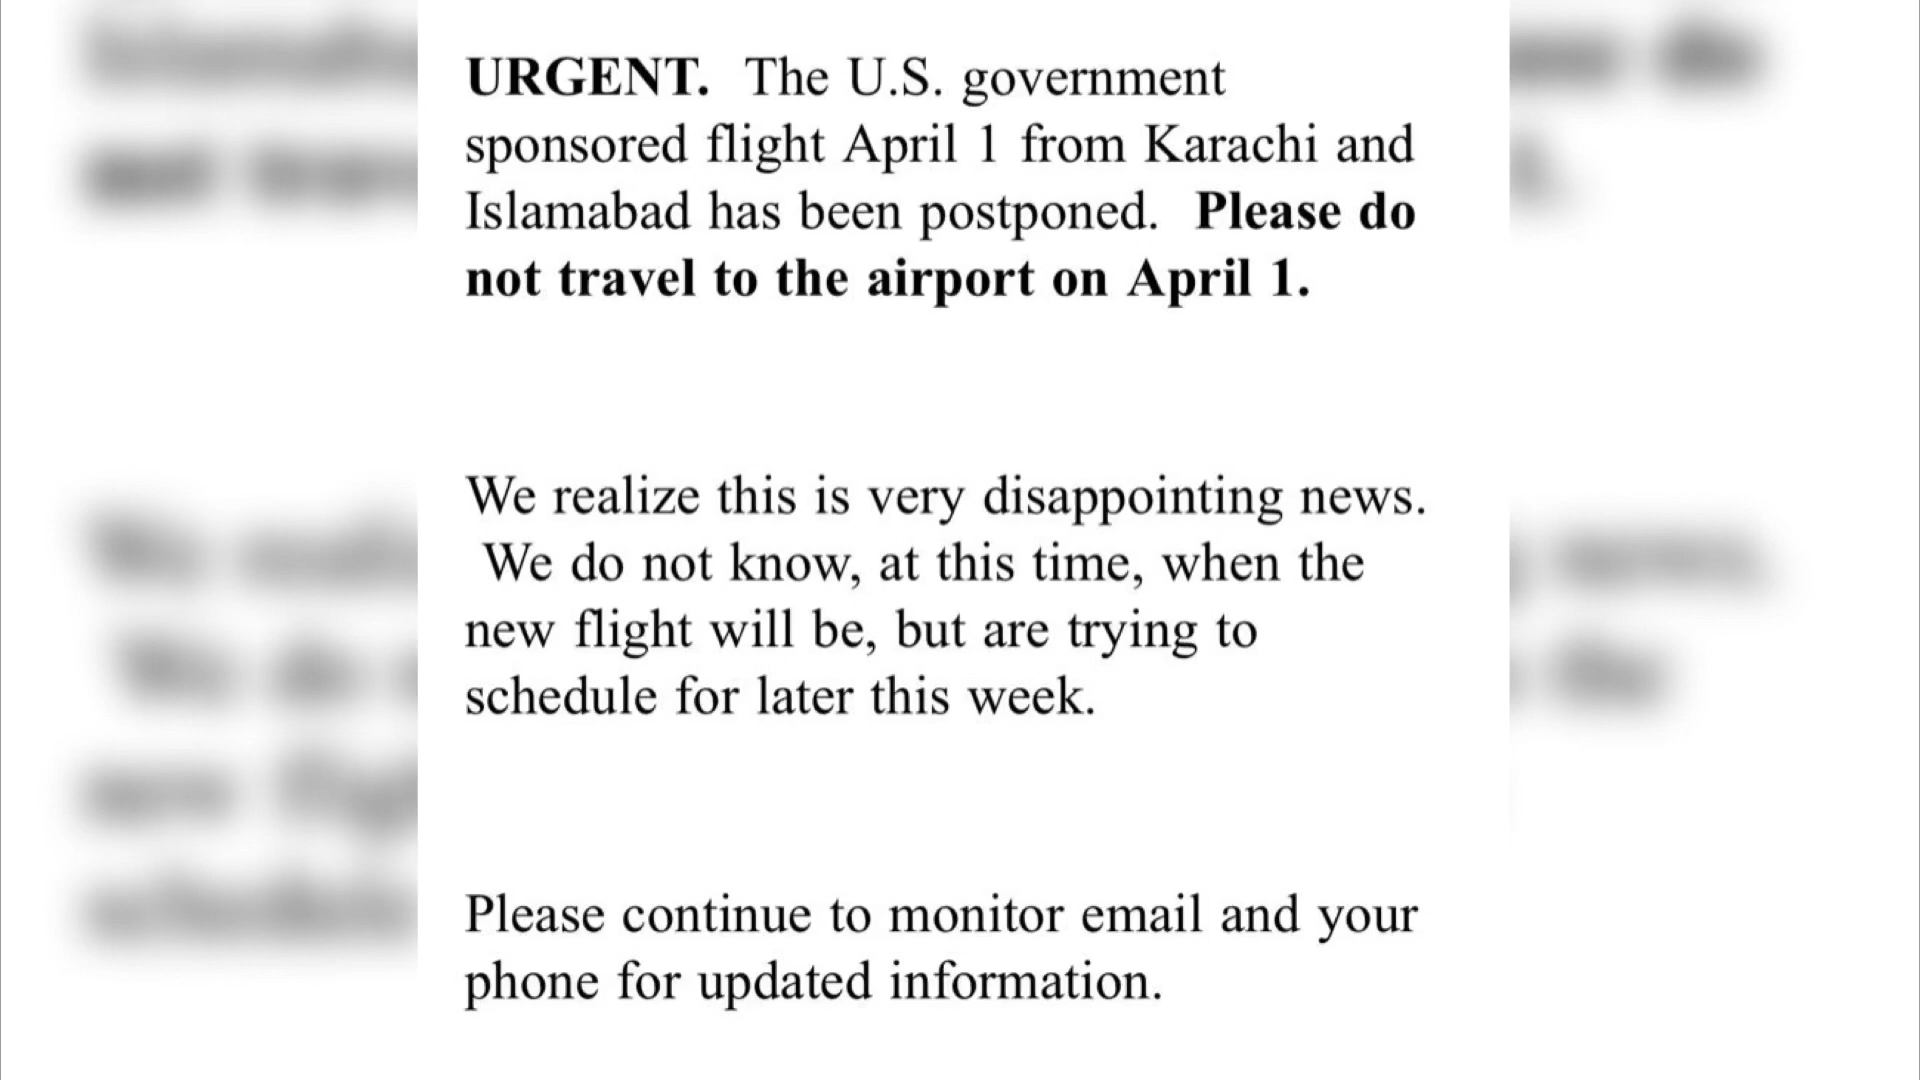 URGENT.  The U.S. government
sponsored flight April 1 from Karachi and
Islamabad has been postponed.  Please do
not travel to the airport on April 1.
We realize this is very disappointing news.
We do not know, at this time, when the
new flight will be, but are trying to
schedule for later this week.
Please continue to monitor email and your
phone for updated information.